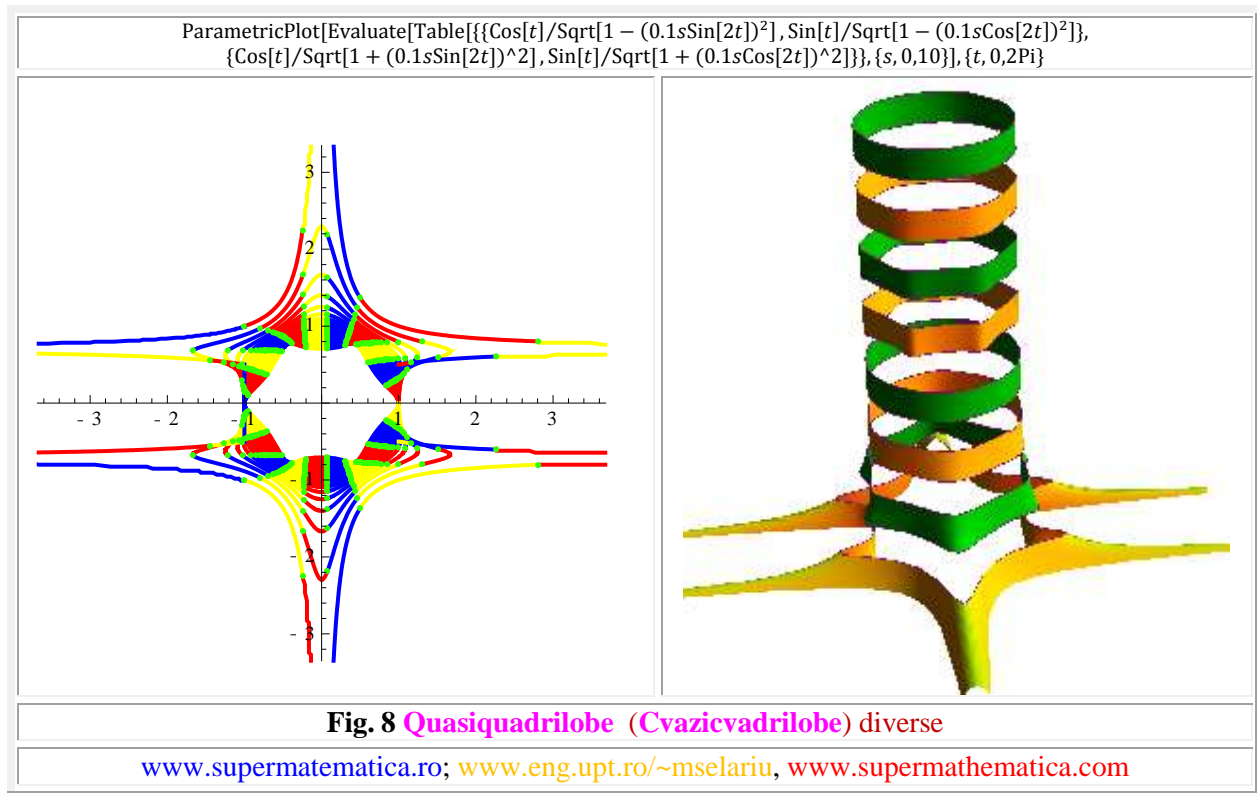 ParametricPlot[Evaluate[Table[{{Cos[t]/Sqrt[1 − (0.1sSin[2t])²], Sin[t]/Sqrt[1 − (0.1sCos[2t])²]},
{Cos[t]/Sqrt[1 + (0.1sSin[2t])^2], Sin[t]/Sqrt[1 + (0.1sCos[2t])^2]}}, {s, 0,10}], {t, 0,2Pi}
3
2
1
- 3 - 2 -1 1 2 3
- 1
- 2
- 3
Fig. 8 Quasiquadrilobe (Cvazicvadrilobe) diverse
www.supermatematica.ro; www.eng.upt.ro/~mselariu, www.supermathematica.com